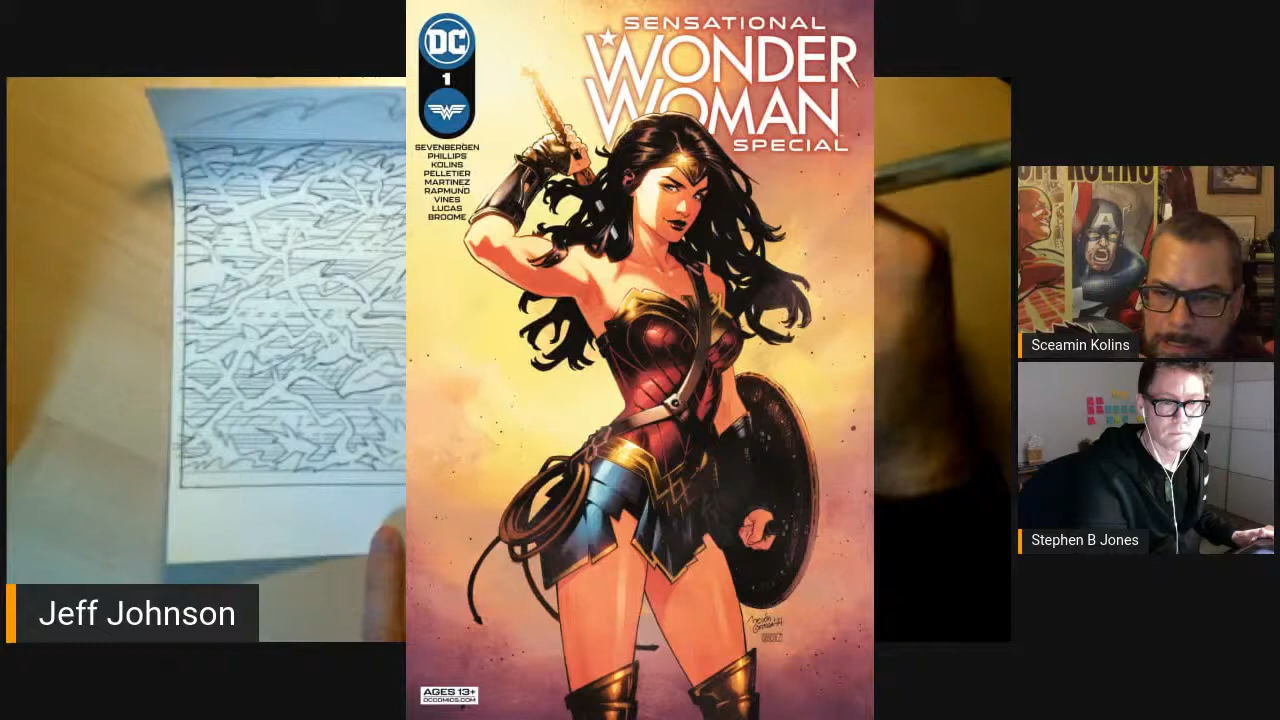 SENSATIONAL
WONDER
WOMAN
SPECIAL
DC
1
SEVENBERGEN
PHILLIPS
KOLINS
PELLETIER
MARTINEZ
RAPMUND
VINES
LUCAS
BROOME
AGES 13+
DCCOMICS.COM
Jeff Johnson
KOLINS
Sceamin Kolins
Stephen B Jones